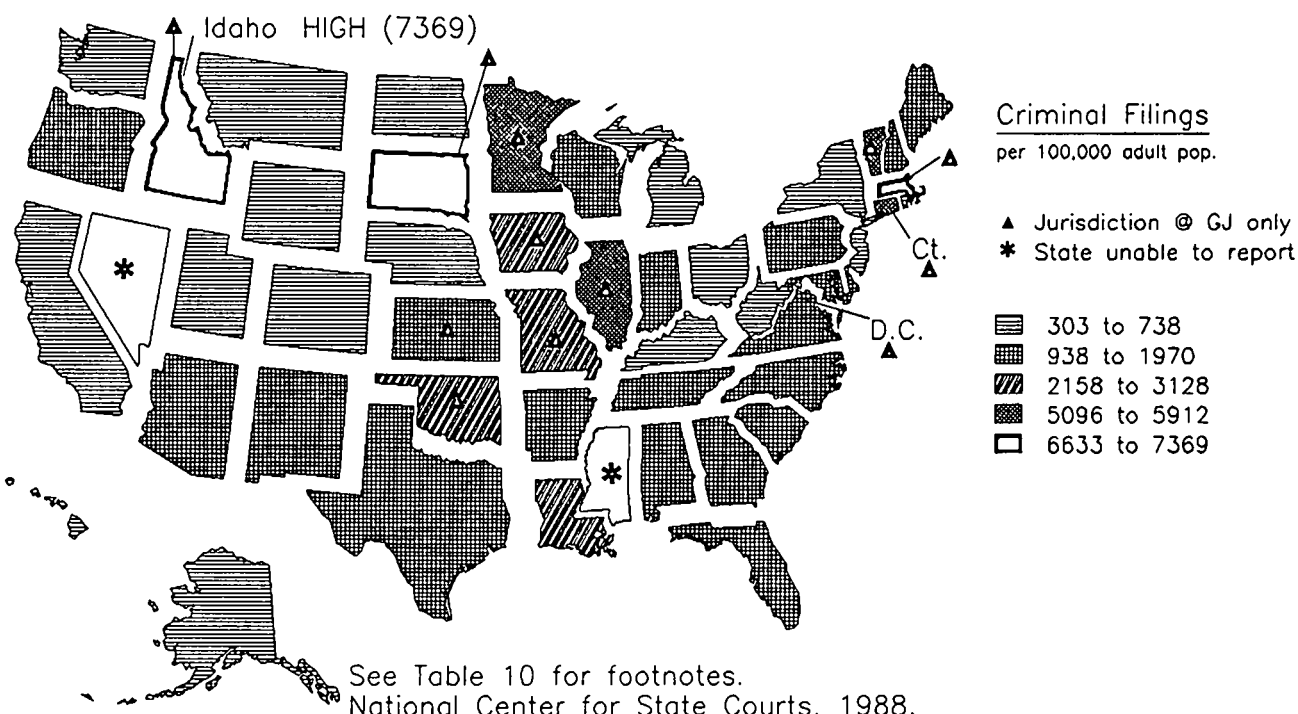 Idaho HIGH (7369)
Criminal Filings
per 100,000 adult pop.
▲ Jurisdiction @ GJ only
* State unable to report
Ct.
D.C.
303 to 738
938 to 1970
2158 to 3128
5096 to 5912
6633 to 7369
See Table 10 for footnotes.
National Center for State Courts, 1988.